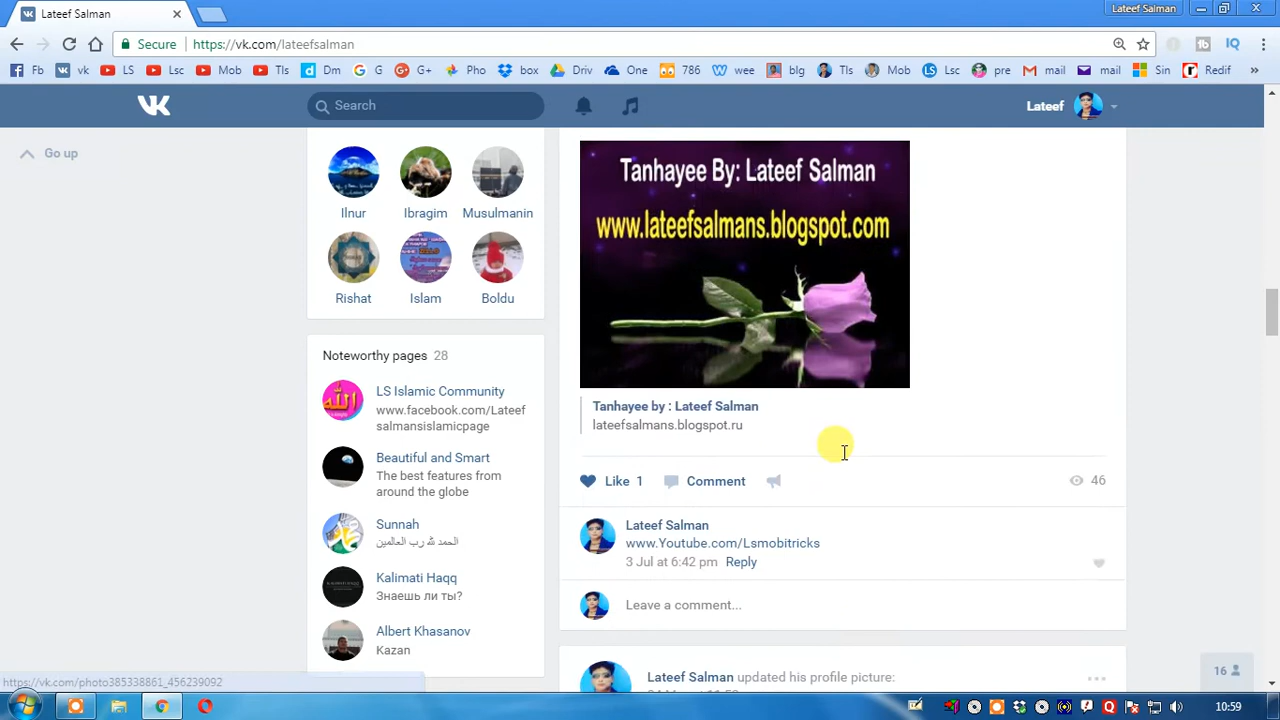 Lateef Salman
Lateef Salman
Secure
https://vk.com/lateefsalman
Fb
vk
LS
Lsc
Mob
Tls
Dm
G
G+
Pho
box
Driv
One
786
wee
blg
Tls
Mob
Lsc
pre
mail
mail
Sin
Redif
»
Search
Lateef
Go up
Ilnur
Ibragim
Musulmanin
Rishat
Islam
Boldu
Noteworthy pages 28
LS Islamic Community
www.facebook.com/Lateef
salmansislamicpage
Beautiful and Smart
The best features from
around the globe
Sunnah
الحمد لله رب العالمين
Kalimati Haqq
Знаешь ли ты?
Albert Khasanov
Kazan
Tanhayee By: Lateef Salman
www.lateefsalmans.blogspot.com
Tanhayee by : Lateef Salman
lateefsalmans.blogspot.ru
Like 1
Comment
46
Lateef Salman
www.Youtube.com/Lsmobitricks
3 Jul at 6:42 pm Reply
Leave a comment...
Lateef Salman updated his profile picture:
16
https://vk.com/photo385338861_456239092
10:59